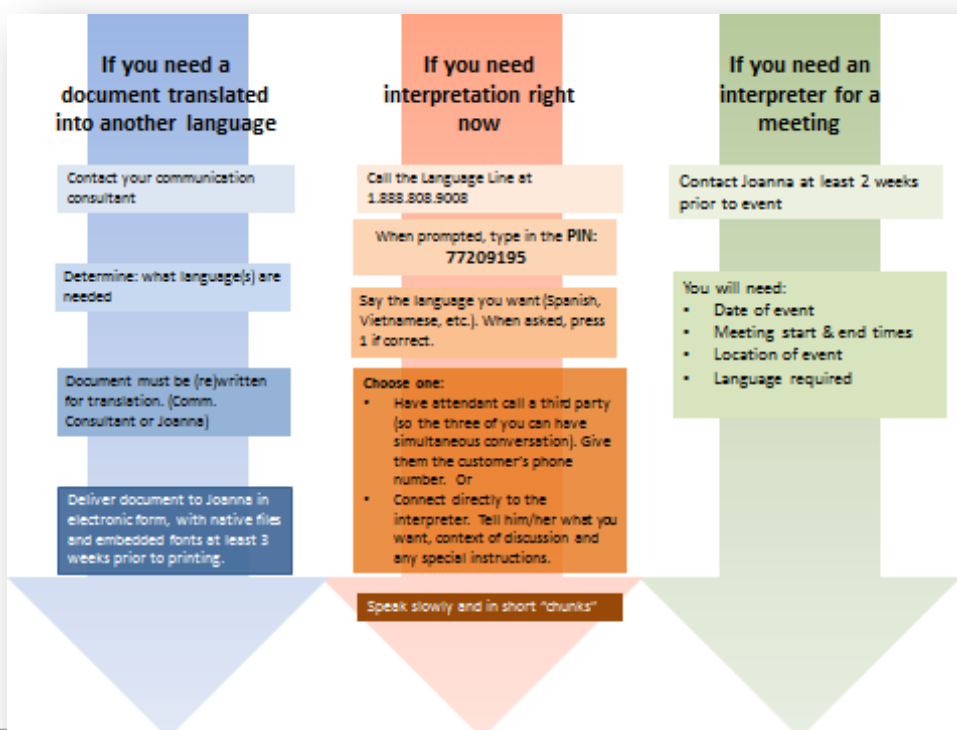 If you need a
document translated
into another language
Contact your communication
consultant
Determine: what language(s) are
needed
Document must be (re)written
for translation. (Comm.
Consultant or Joanna)
Deliver document to Joanna in
electronic form, with native files
and embedded fonts at least 3
weeks prior to printing.
If you need
interpretation right
now
Call the Language Line at
1.888.808.9008
When prompted, type in the PIN:
77209195
Say the language you want (Spanish,
Vietnamese, etc.). When asked, press
1 if correct.
Choose one:
• Have attendant call a third party
(so the three of you can have
simultaneous conversation). Give
them the customer's phone
number. Or
• Connect directly to the
interpreter. Tell him/her what you
want, context of discussion and
any special instructions.
Speak slowly and in short "chunks"
If you need an
interpreter for a
meeting
Contact Joanna at least 2 weeks
prior to event
You will need:
• Date of event
• Meeting start & end times
• Location of event
• Language required